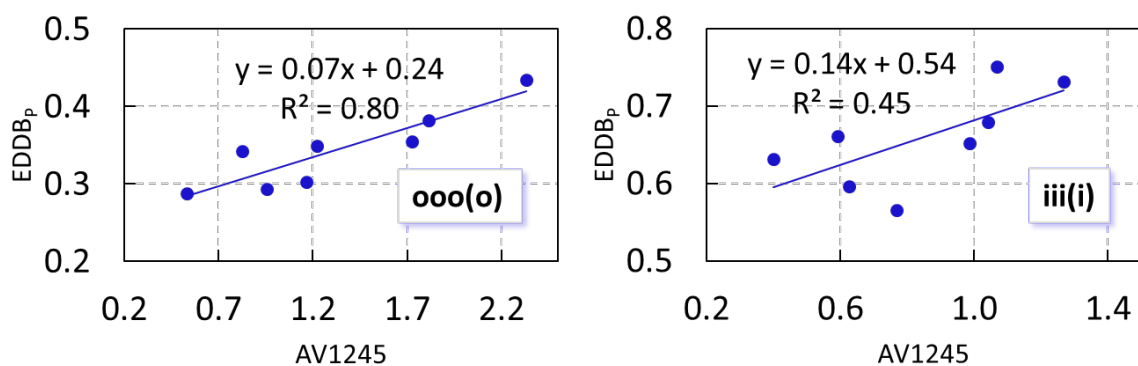 0.5
0.4
0.3
0.2
EDDB_P
y = 0.07x + 0.24
R² = 0.80
ooo(o)
0.2 0.7 1.2 1.7 2.2
AV1245
0.8
0.7
0.6
0.5
EDDB_P
y = 0.14x + 0.54
R² = 0.45
iii(i)
0.2 0.6 1.0 1.4
AV1245